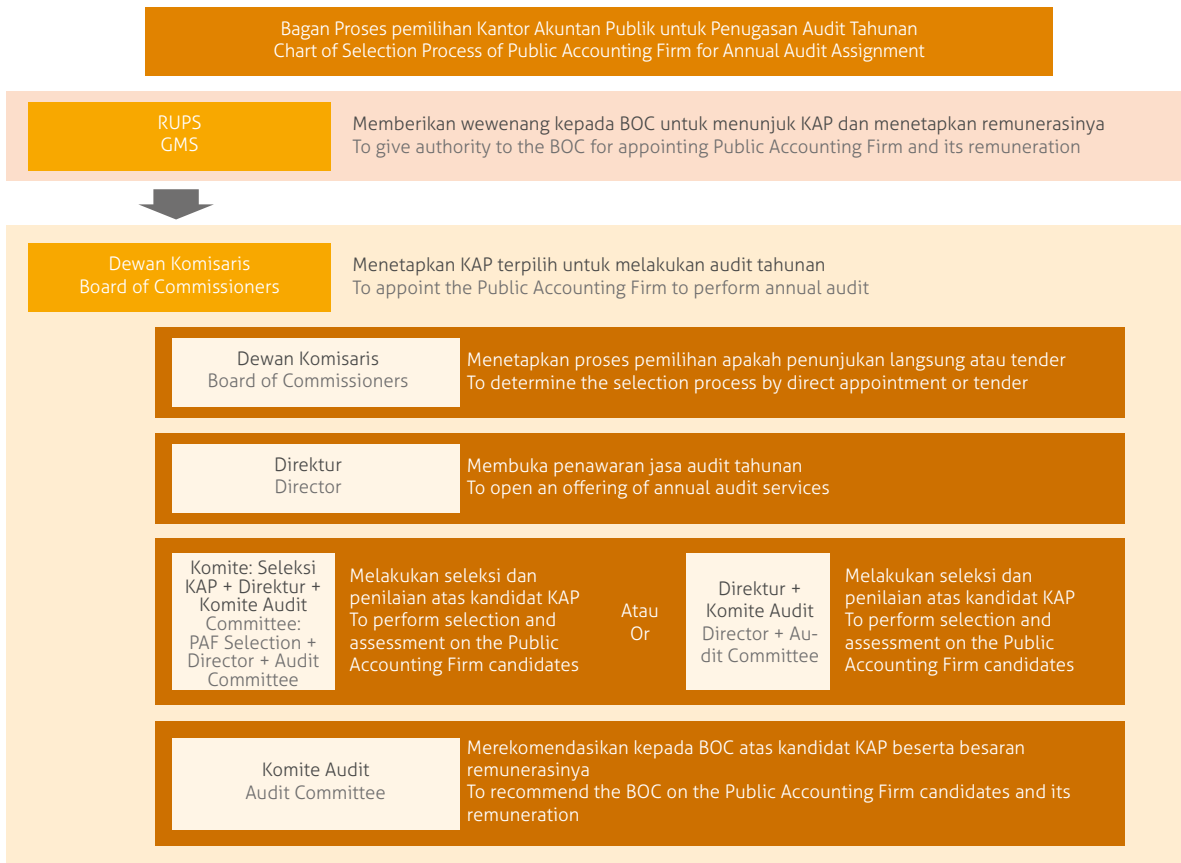 Bagan Proses pemilihan Kantor Akuntan Publik untuk Penugasan Audit Tahunan
Chart of Selection Process of Public Accounting Firm for Annual Audit Assignment
RUPS
GMS
Memberikan wewenang kepada BOC untuk menunjuk KAP dan menetapkan remunerasinya
To give authority to the BOC for appointing Public Accounting Firm and its remuneration
Dewan Komisaris
Board of Commissioners
Menetapkan KAP terpilih untuk melakukan audit tahunan
To appoint the Public Accounting Firm to perform annual audit
Dewan Komisaris
Board of Commissioners
Menetapkan proses pemilihan apakah penunjukan langsung atau tender
To determine the selection process by direct appointment or tender
Direktur
Director
Membuka penawaran jasa audit tahunan
To open an offering of annual audit services
Komite: Seleksi
KAP + Direktur +
Komite Audit
Committee:
PAF Selection +
Director + Audit
Committee
Melakukan seleksi dan
penilaian atas kandidat KAP
To perform selection and
assessment on the Public
Accounting Firm candidates
Atau
Or
Direktur +
Komite Audit
Director + Au-
dit Committee
Melakukan seleksi dan
penilaian atas kandidat KAP
To perform selection and
assessment on the Public
Accounting Firm candidates
Komite Audit
Audit Committee
Merekomendasikan kepada BOC atas kandidat KAP beserta besaran
remunerasinya
To recommend the BOC on the Public Accounting Firm candidates and its
remuneration